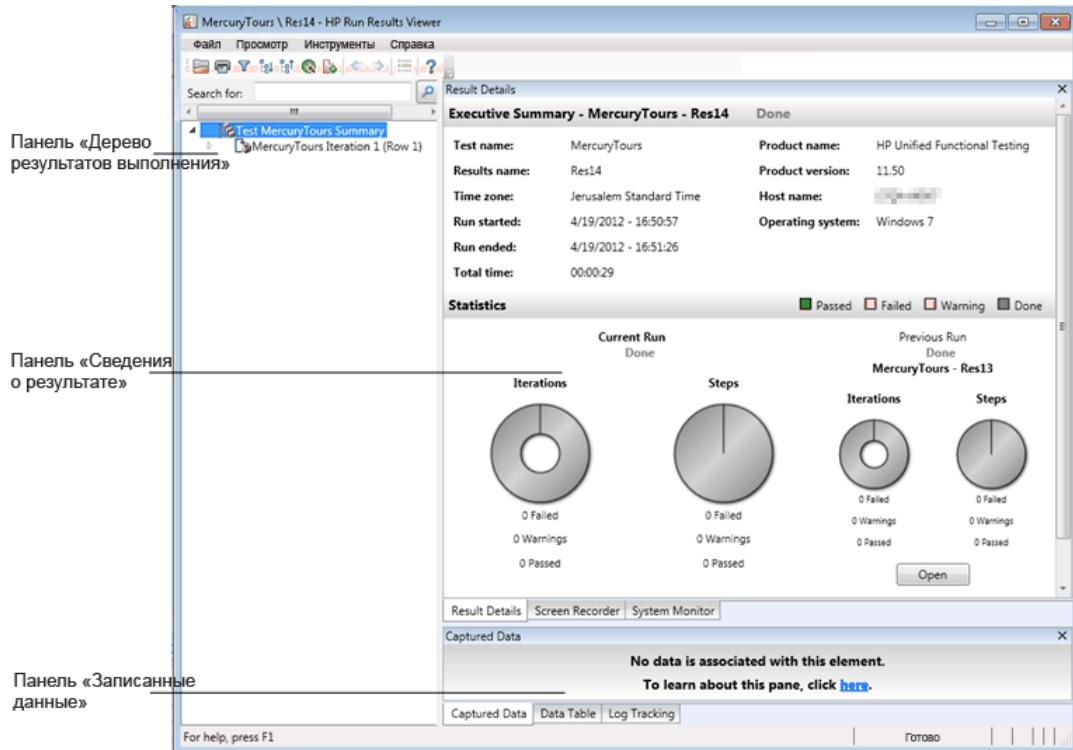 MercuryTours \ Res14 - HP Run Results Viewer
Файл Просмотр Инструменты Справка
Search for:
Test MercuryTours Summary
MercuryTours Iteration 1 (Row 1)
Панель «Дерево
результатов выполнения»
Панель «Сведения
о результате»
Панель «Записанные
данные»
Result Details
Executive Summary - MercuryTours - Res14 Done
Test name: MercuryTours Product name: HP Unified Functional Testing
Results name: Res14 Product version: 11.50
Time zone: Jerusalem Standard Time Host name:
Run started: 4/19/2012 - 16:50:57 Operating system: Windows 7
Run ended: 4/19/2012 - 16:51:26
Total time: 00:00:29
Statistics Passed Failed Warning Done
Current Run
Done
Iterations Steps
0 Failed 0 Failed
0 Warnings 0 Warnings
0 Passed 0 Passed
Previous Run
Done
MercuryTours - Res13
Iterations Steps
0 Failed 0 Failed
0 Warnings 0 Warnings
0 Passed 0 Passed
Open
Result Details Screen Recorder System Monitor
Captured Data
No data is associated with this element.
To learn about this pane, click here.
Captured Data Data Table Log Tracking
For help, press F1 Готово